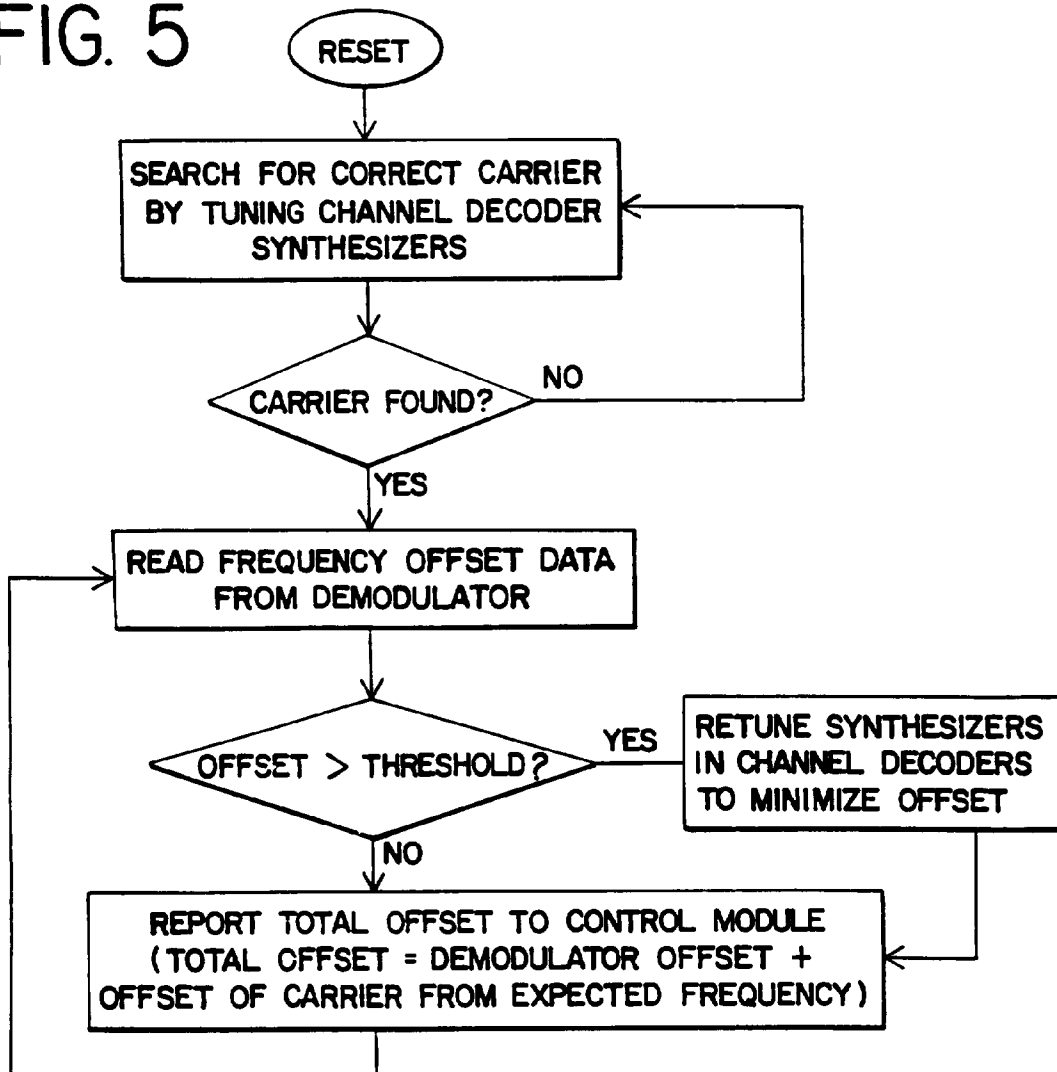 FIG. 5
RESET
SEARCH FOR CORRECT CARRIER
BY TUNING CHANNEL DECODER
SYNTHESIZERS
CARRIER FOUND?
NO
YES
READ FREQUENCY OFFSET DATA
FROM DEMODULATOR
OFFSET > THRESHOLD?
YES
RETUNE SYNTHESIZERS
IN CHANNEL DECODERS
TO MINIMIZE OFFSET
NO
REPORT TOTAL OFFSET TO CONTROL MODULE
(TOTAL OFFSET = DEMODULATOR OFFSET +
OFFSET OF CARRIER FROM EXPECTED FREQUENCY)